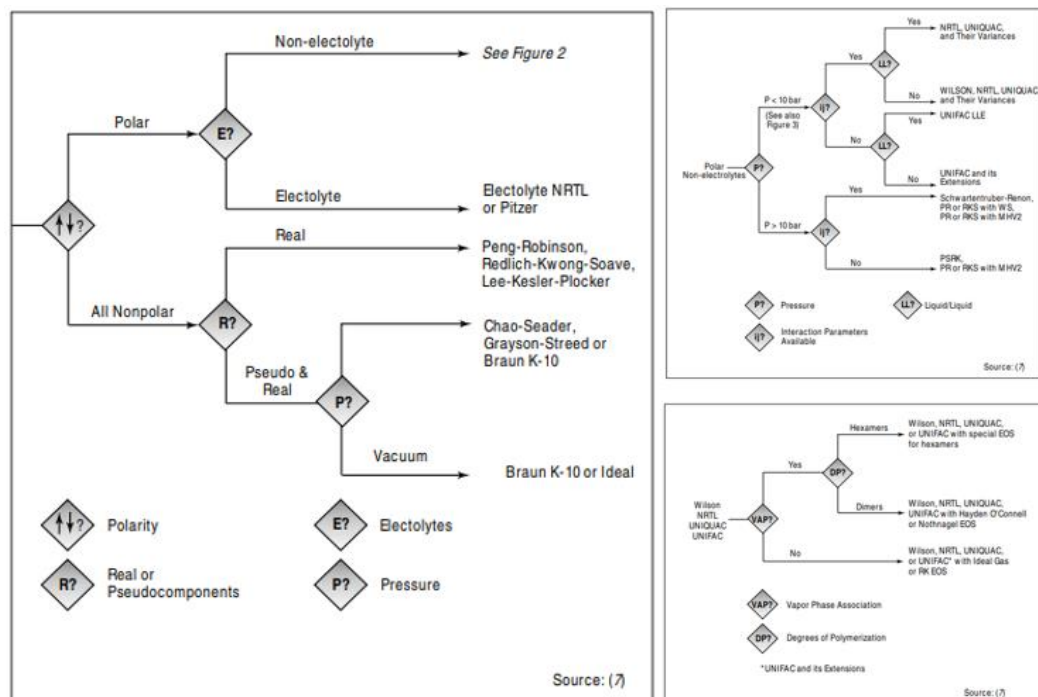 Non-electolyte
See Figure 2
Polar
E?
Electolyte
Electolyte NRTL
or Pitzer
?
Real
Peng-Robinson,
Redlich-Kwong-Soave,
Lee-Kesler-Plocker
All Nonpolar
R?
Chao-Seader,
Grayson-Streed or
Braun K-10
Pseudo &
Real
P?
Vacuum
Braun K-10 or Ideal
?
Polarity
E?
Electolytes
R?
Real or
Pseudocomponents
P?
Pressure
Source: (7)
Yes
NRTL, UNIQUAC,
and Their Variances
LL?
Yes
No
WILSON, NRTL, UNIQUAC
and Their Variances
P < 10 bar
(See also
Figure 3)
ij?
Yes
UNIFAC LLE
No
LL?
Polar
Non-electrolytes
P?
No
UNIFAC and its
Extensions
Yes
Schwartentruber-Renon,
PR or RKS with WS,
PR or RKS with MHV2
P > 10 bar
ij?
No
PSRK,
PR or RKS with MHV2
P?
Pressure
LL?
Liquid/Liquid
ij?
Interaction Parameters
Available
Source: (7)
Hexamers
Wilson, NRTL, UNIQUAC,
or UNIFAC with special EOS
for hexamers
Yes
DP?
Dimers
Wilson, NRTL, UNIQUAC,
UNIFAC with Hayden O'Connell
or Nothnagel EOS
Wilson
NRTL
UNIQUAC
UNIFAC
VAP?
No
Wilson, NRTL, UNIQUAC,
or UNIFAC* with Ideal Gas
or RK EOS
VAP?
Vapor Phase Association
DP?
Degrees of Polymerization
*UNIFAC and its Extensions
Source: (7)